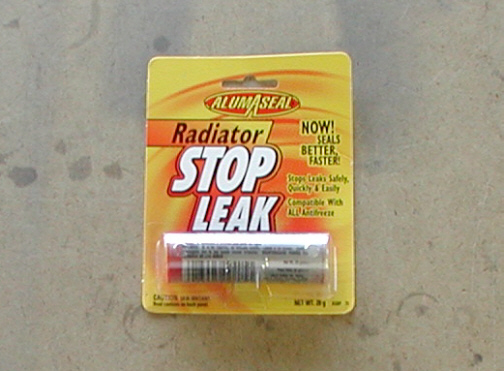 ALUMASEAL
Radiator
STOP
LEAK
NOW!
SEALS
BETTER,
FASTER!
Stops Leaks Safely,
Quickly & Easily
Compatible With
ALL Antifreeze
CAUTION:
NET WT. 20 g